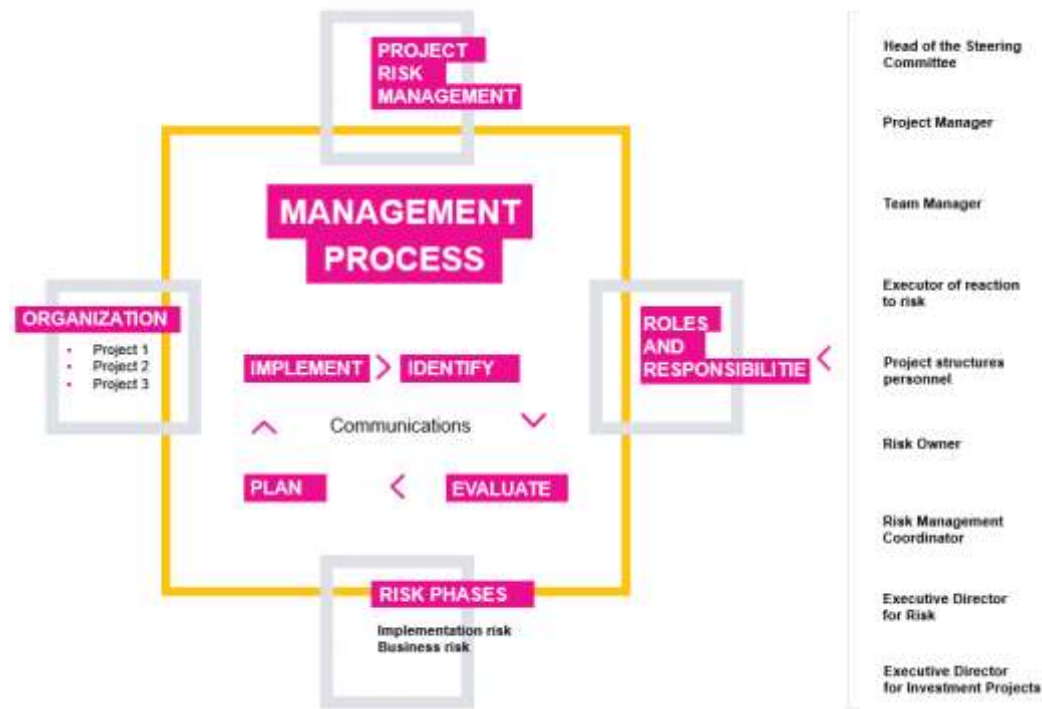 PROJECT
RISK
MANAGEMENT
MANAGEMENT
PROCESS
ORGANIZATION
Project 1
Project 2
Project 3
IMPLEMENT
IDENTIFY
Communications
PLAN
EVALUATE
ROLES
AND
RESPONSIBILITIE
RISK PHASES
Implementation risk
Business risk
Head of the Steering
Committee
Project Manager
Team Manager
Executor of reaction
to risk
Project structures
personnel
Risk Owner
Risk Management
Coordinator
Executive Director
for Risk
Executive Director
for Investment Projects